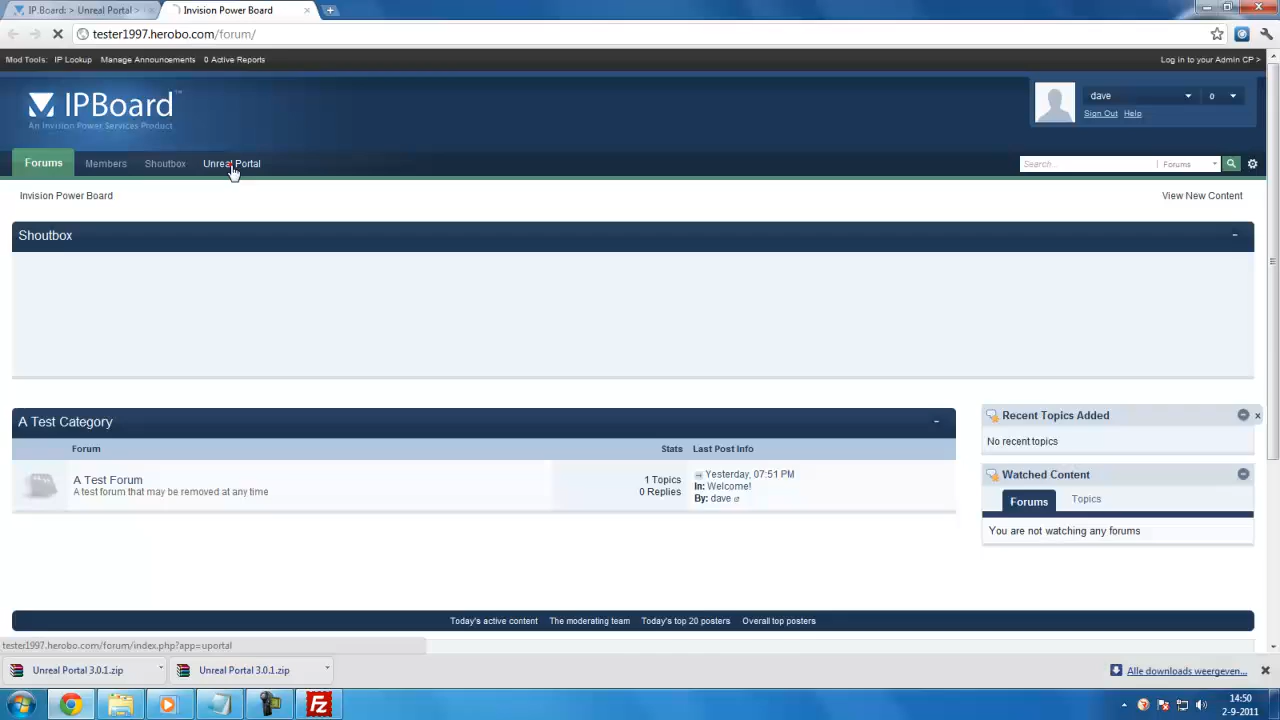 IP.Board: > Unreal Portal >
Invision Power Board
tester1997.herobo.com/forum/
Mod Tools: IP Lookup Manage Announcements 0 Active Reports
Log in to your Admin CP >
IPBoard
An Invision Power Services Product
dave
0
Sign Out Help
Forums Members Shoutbox Unreal Portal
Search... Forums
Invision Power Board
View New Content
Shoutbox
A Test Category
Forum Stats Last Post Info
A Test Forum
A test forum that may be removed at any time
1 Topics
0 Replies
Yesterday, 07:51 PM
In: Welcome!
By: dave
Recent Topics Added
No recent topics
Watched Content
Forums Topics
You are not watching any forums
Today's active content The moderating team Today's top 20 posters Overall top posters
tester1997.herobo.com/forum/index.php?app=uportal
Unreal Portal 3.0.1.zip
Unreal Portal 3.0.1.zip
Alle downloads weergeven...
14:50
2-9-2011